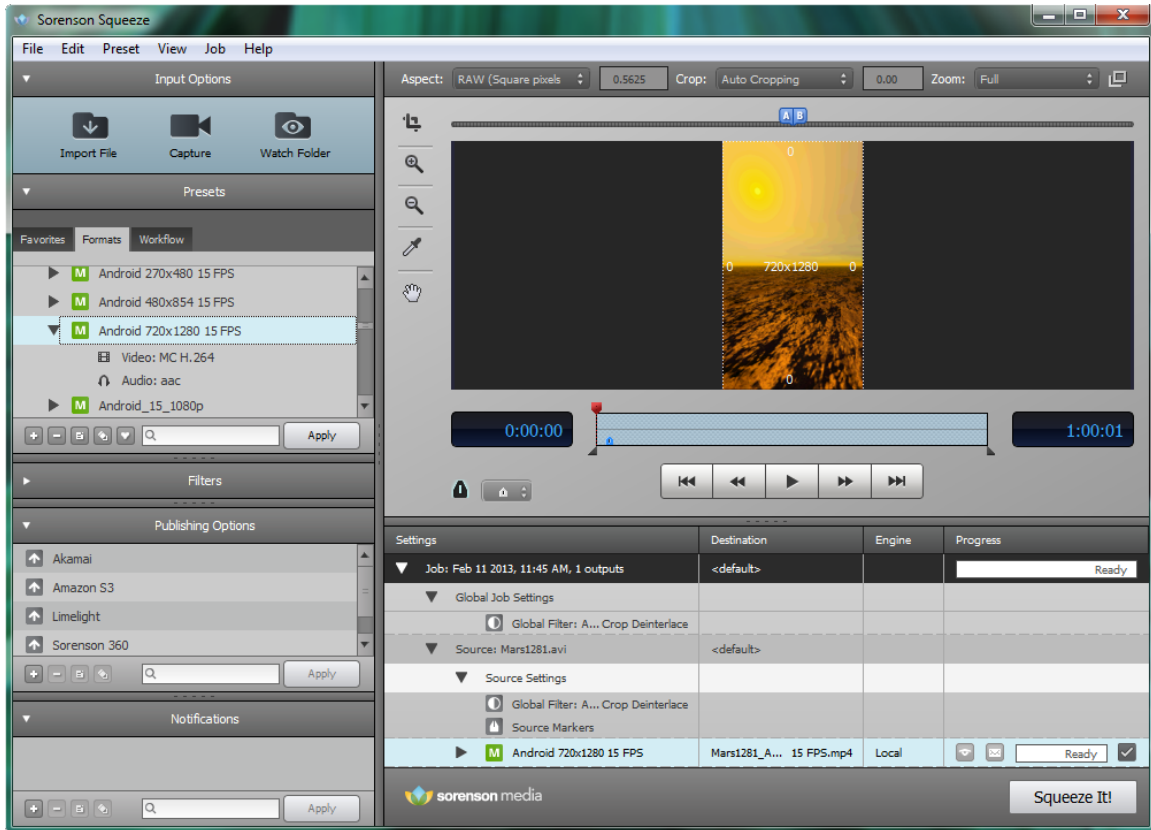 Sorenson Squeeze
File Edit Preset View Job Help
Input Options
Import File Capture Watch Folder
Presets
Favorites Formats Workflow
Android 270x480 15 FPS
Android 480x854 15 FPS
Android 720x1280 15 FPS
Video: MC H.264
Audio: aac
Android_15_1080p
Apply
Filters
Publishing Options
Akamai
Amazon S3
Limelight
Sorenson 360
Apply
Notifications
Apply
Aspect: RAW (Square pixels 0.5625 Crop: Auto Cropping 0.00 Zoom: Full
A B
0
0 720x1280 0
0
0:00:00 1:00:01
Settings Destination Engine Progress
Job: Feb 11 2013, 11:45 AM, 1 outputs <default> Ready
Global Job Settings
Global Filter: A... Crop Deinterlace
Source: Mars1281.avi <default>
Source Settings
Global Filter: A... Crop Deinterlace
Source Markers
M Android 720x1280 15 FPS Mars1281_A... 15 FPS.mp4 Local Ready
sorenson media
Squeeze It!